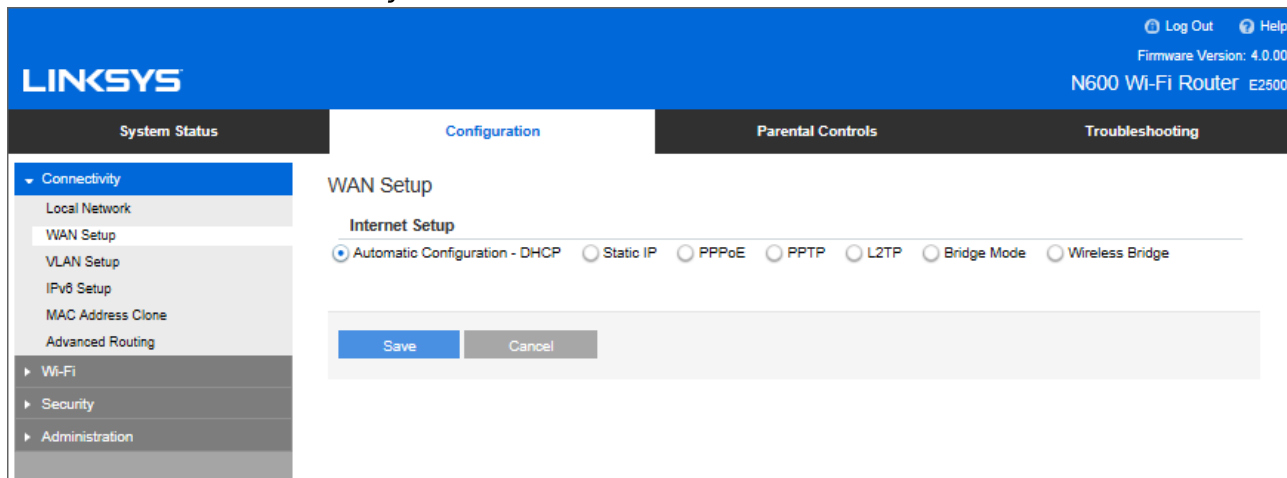 Log Out Help
Firmware Version: 4.0.00
LINKSYS
N600 Wi-Fi Router E2500
System Status Configuration Parental Controls Troubleshooting
Connectivity
Local Network
WAN Setup
VLAN Setup
IPv6 Setup
MAC Address Clone
Advanced Routing
Wi-Fi
Security
Administration
WAN Setup
Internet Setup
Automatic Configuration - DHCP Static IP PPPoE PPTP L2TP Bridge Mode Wireless Bridge
Save Cancel